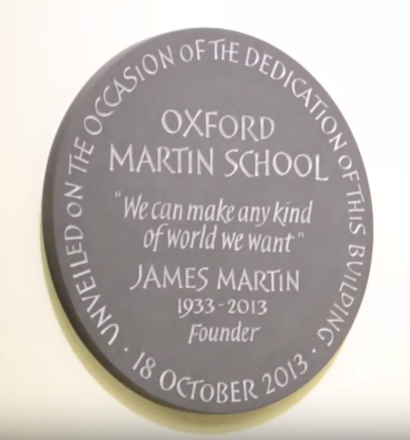 UNVEILED ON THE OCCASION OF THE DEDICATION OF THIS BUILDING
OXFORD
MARTIN SCHOOL
"We can make any kind
of world we want"
JAMES MARTIN
1933-2013
Founder
· 18 OCTOBER 2013 ·